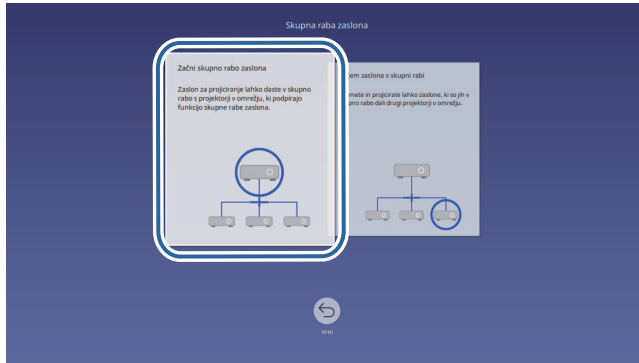 Skupna raba zaslona
Začni skupno rabo zaslona
Zaslon za projiciranje lahko daste v skupno
rabo s projektorji v omrežju, ki podpirajo
funkcijo skupne rabe zaslona.
zaslona v skupni rabi
in projicirate lahko zaslone, ki so jih v
rabo dali drugi projektorji v omrežju.
Vrni